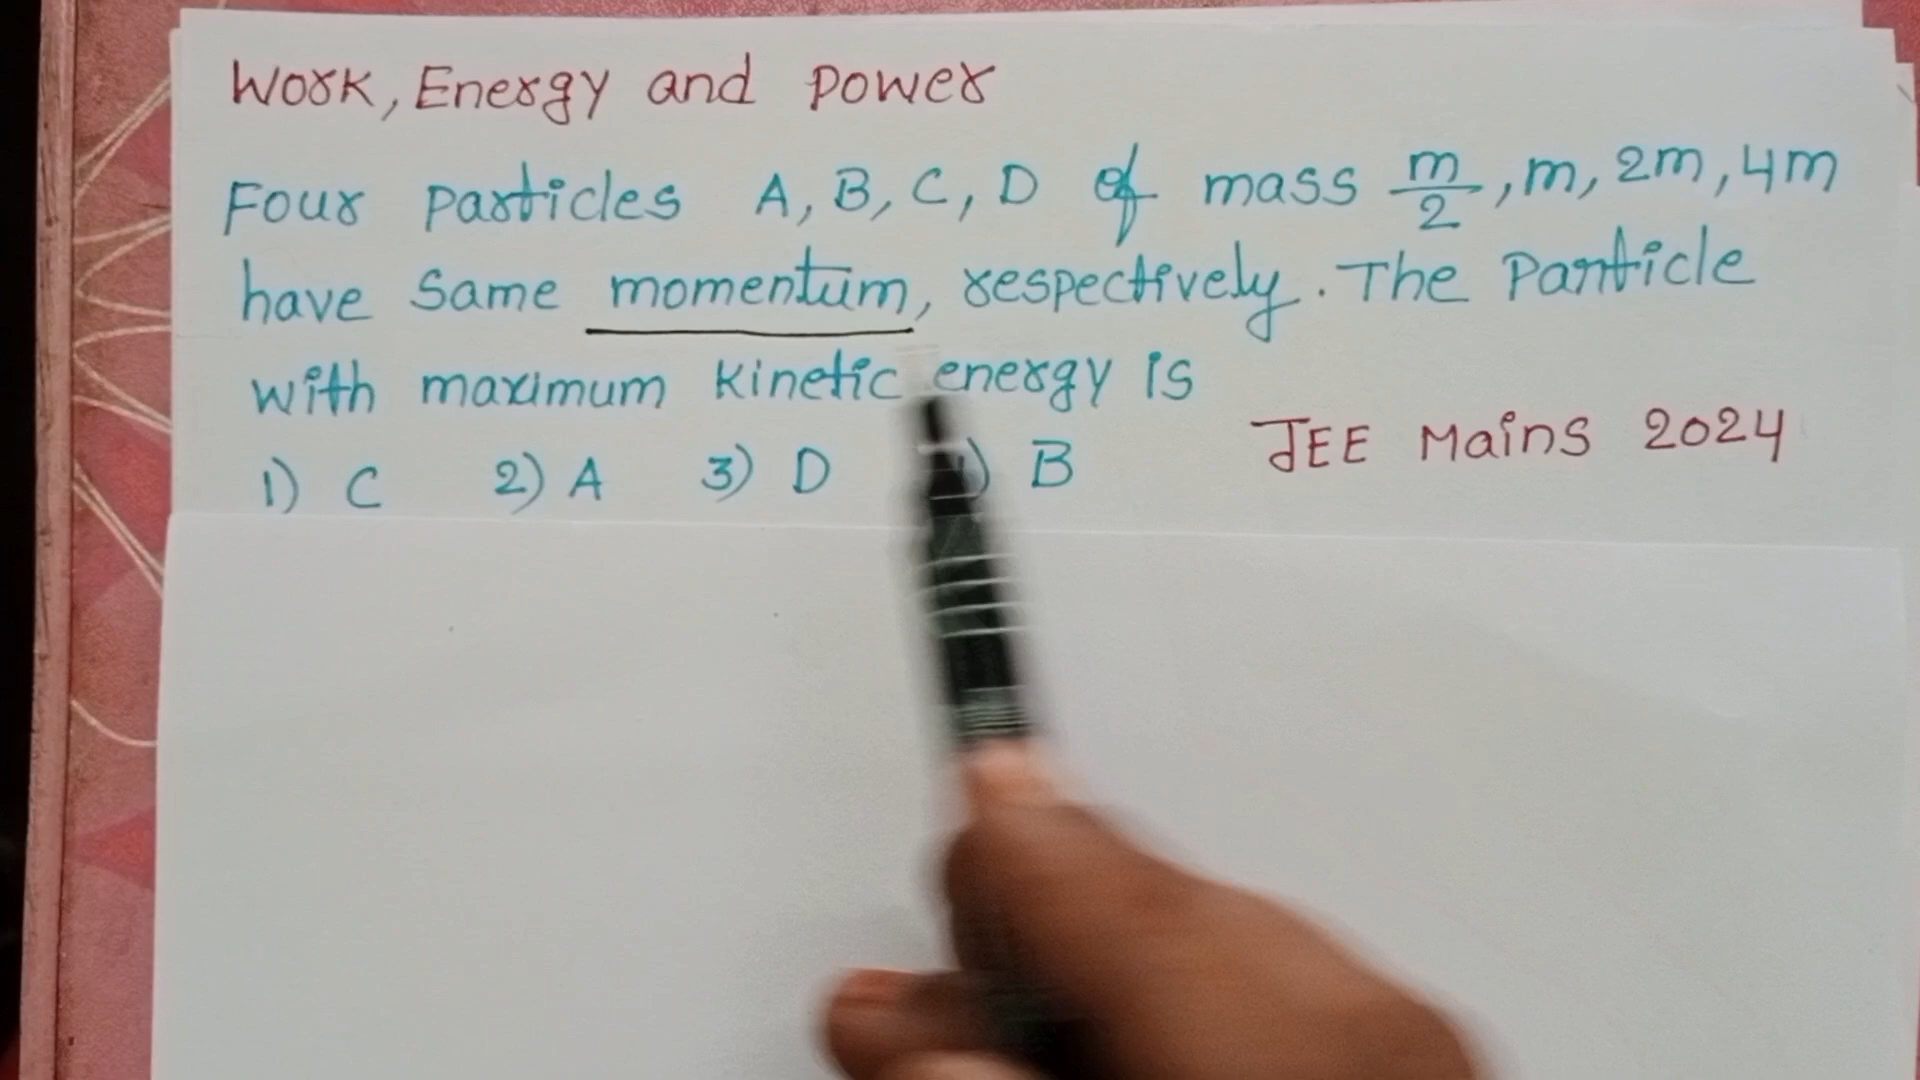 Work, Energy and Power
Four particles A, B, C, D of mass m/2, m, 2m, 4m
have same momentum, respectively. The Particle
with maximum kinetic energy is
JEE Mains 2024
1) C 2) A 3) D ) B